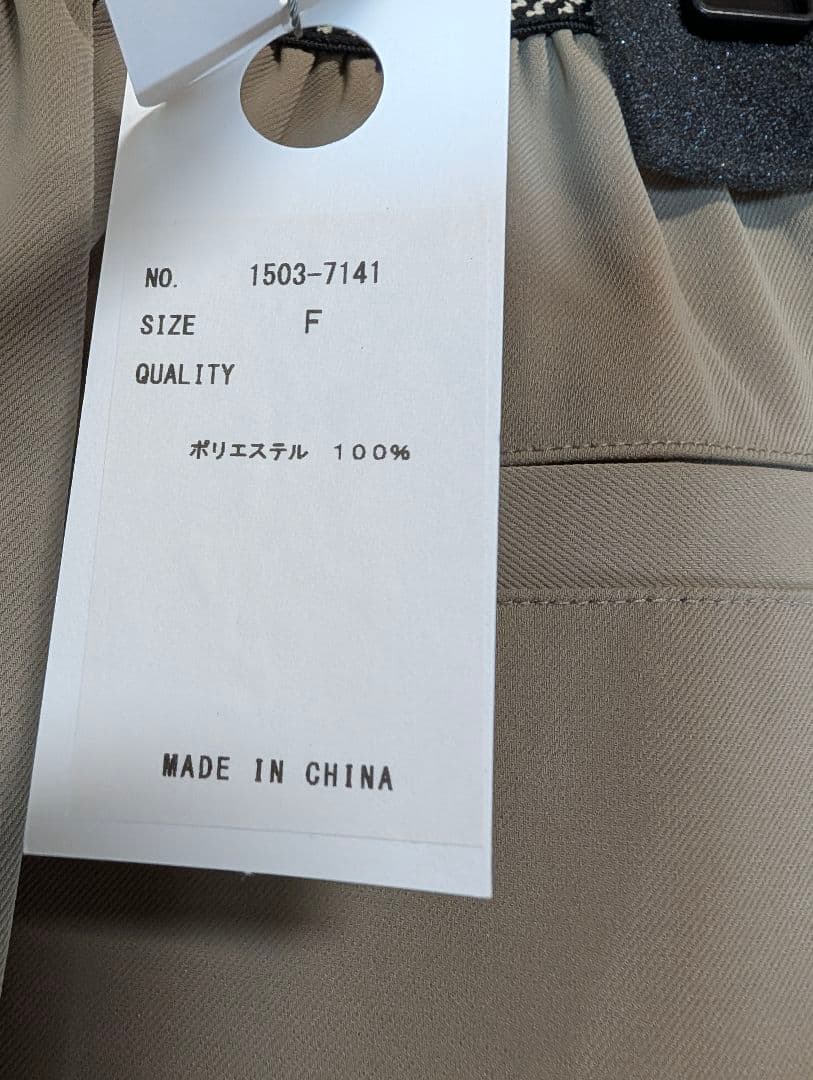 NO. 1503-7141
SIZE F
QUALITY
ポリエステル 100%
MADE IN CHINA